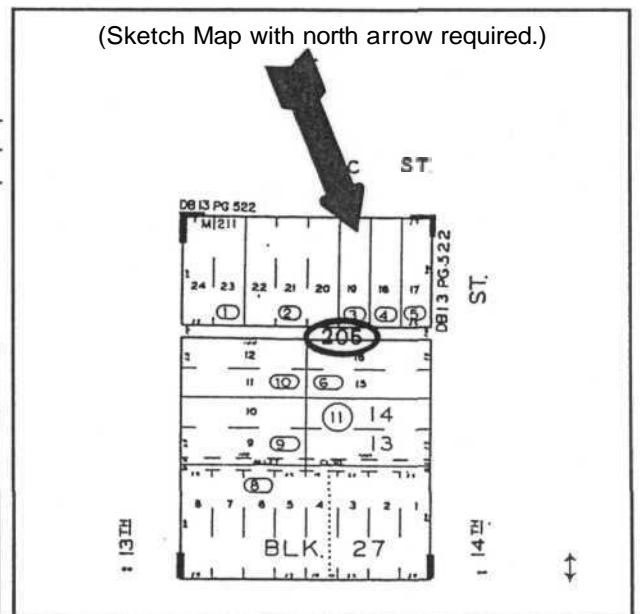 (Sketch Map with north arrow required.)
C ST.
DB 13 PG. 522
M 211
24 23 22 21 20 19 18 17
1 2 3 4 5
DB 13 PG. 522
ST.
205
12 16
11 10 6 15
10 11 14
9 9 13
8
8 7 6 5 4 3 2 1
BLK. 27
13TH
14TH